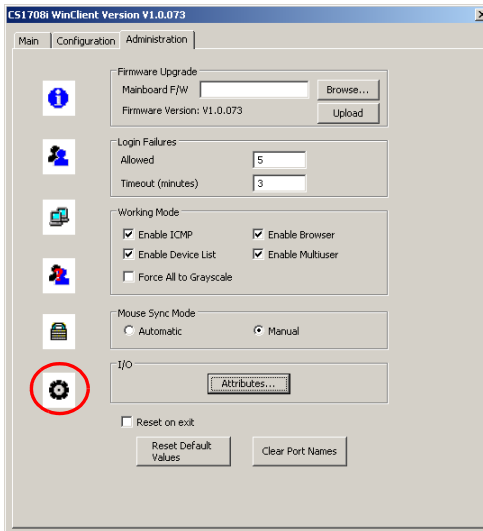 CS1708i WinClient Version V1.0.073
Main Configuration Administration
Firmware Upgrade
Mainboard F/W Browse...
Firmware Version: V1.0.073 Upload
Login Failures
Allowed 5
Timeout (minutes) 3
Working Mode
Enable ICMP Enable Browser
Enable Device List Enable Multiuser
Force All to Grayscale
Mouse Sync Mode
Automatic Manual
I/O
Attributes...
Reset on exit
Reset Default
Values
Clear Port Names